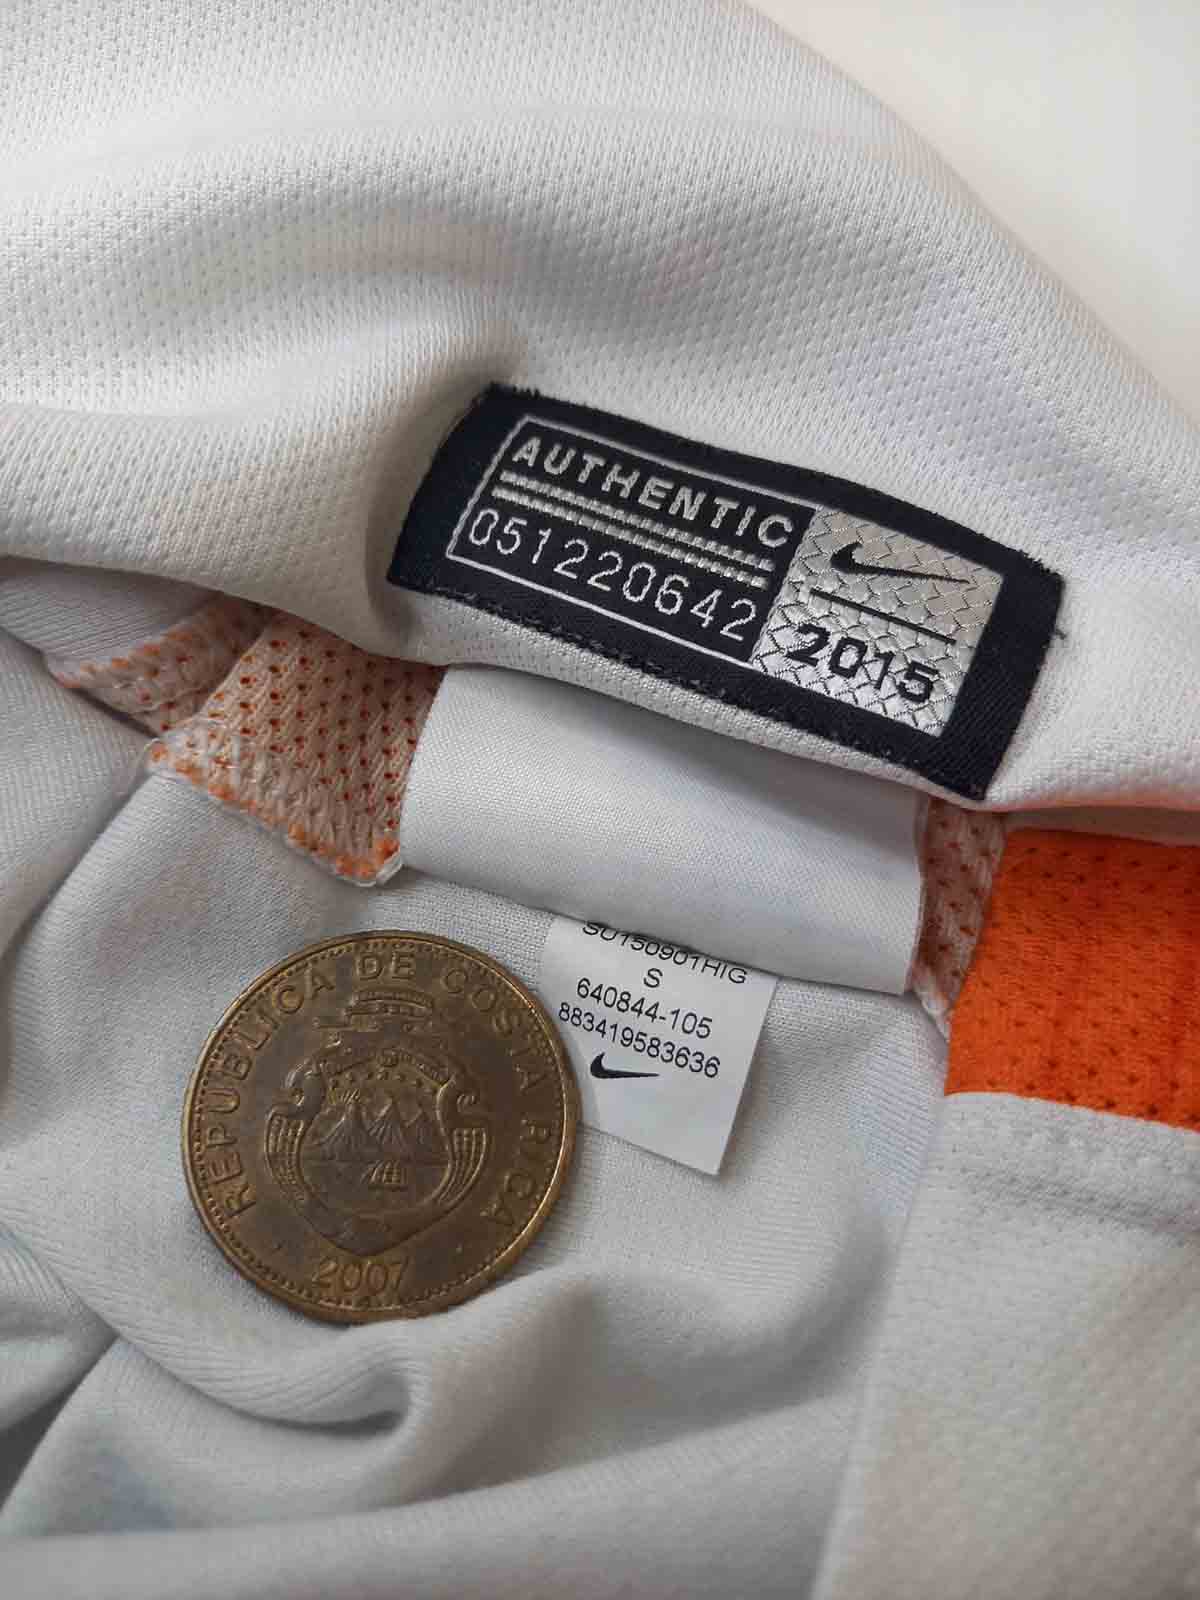 AUTHENTIC
051220642
2015
SU150901HIG
S
640844-105
883419583636
REPUBLICA DE COSTA RICA
2007